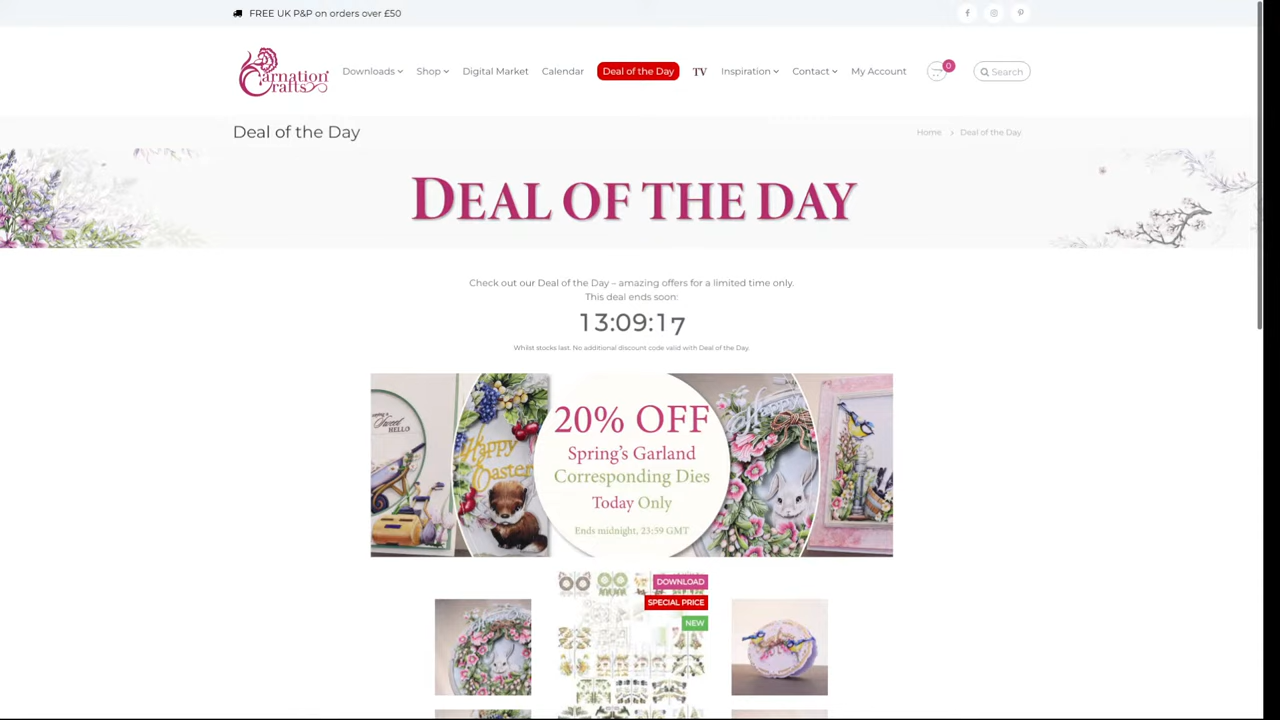 FREE UK P&P on orders over £50
Carnation Crafts
Downloads
Shop
Digital Market
Calendar
Deal of the Day
TV
Inspiration
Contact
My Account
0
Search
Deal of the Day
Home > Deal of the Day
DEAL OF THE DAY
Check out our Deal of the Day – amazing offers for a limited time only.
This deal ends soon:
13:09:17
Whilst stocks last. No additional discount code valid with Deal of the Day.
HELLO
Happy
Easter
20% OFF
Spring's Garland
Corresponding Dies
Today Only
Ends midnight, 23:59 GMT
DOWNLOAD
SPECIAL PRICE
NEW